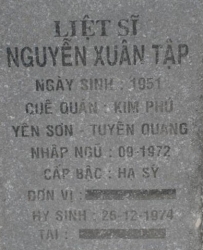 LIỆT SĨ
NGUYỄN XUÂN TẬP
NGÀY SINH : 1951
QUÊ QUÁN - KIM PHÚ
YÊN SƠN - TUYÊN QUANG
NHẬP NGŨ : 09-1972
CẤP BẬC : HẠ SỸ
ĐƠN VỊ :
HY SINH : 26-12-1974
TẠI :